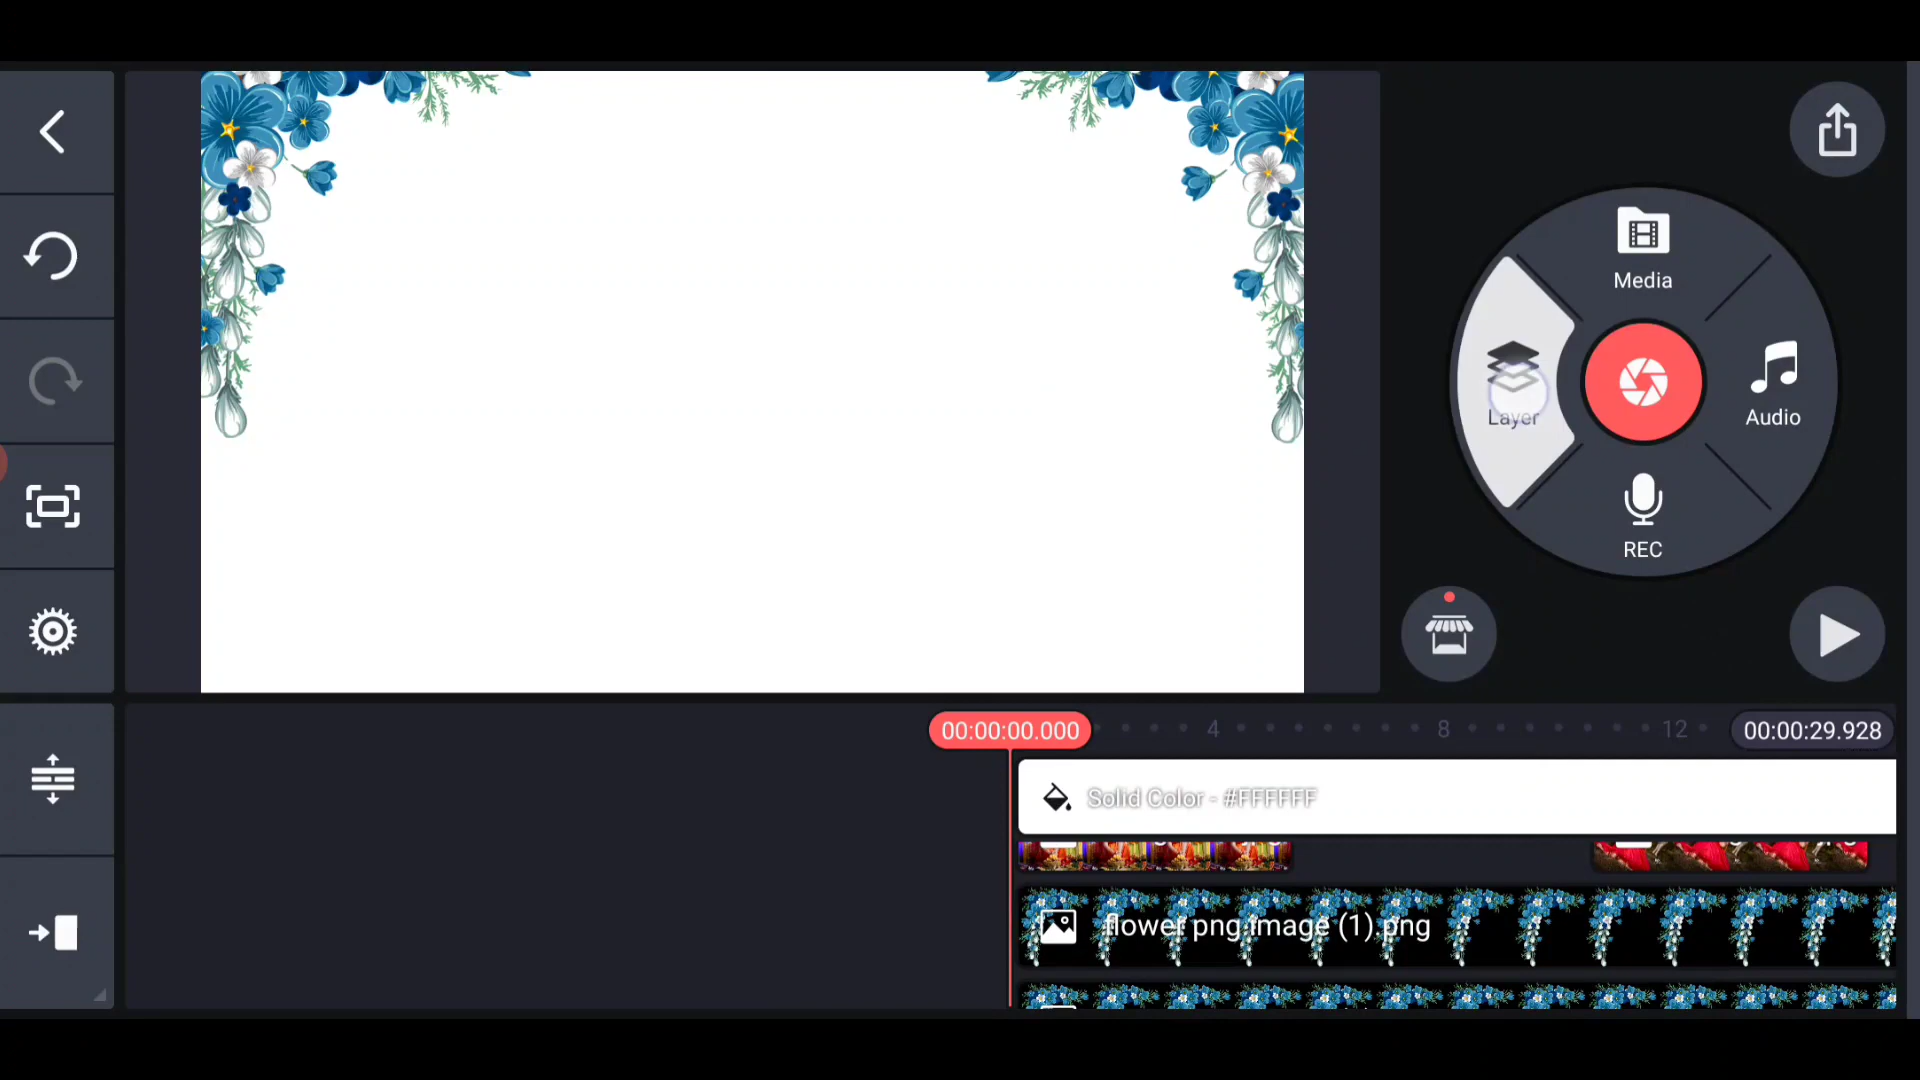 Media
Layer
Audio
REC
00:00:00.000
4
8
12
00:00:29.928
Solid Color - #FFFFFF
flower png image (1).png